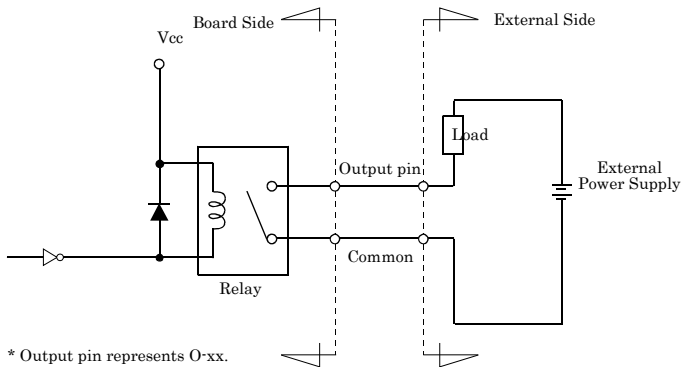 Board Side
External Side
Vcc
Load
Output pin
External
Power Supply
Common
Relay
* Output pin represents O-xx.